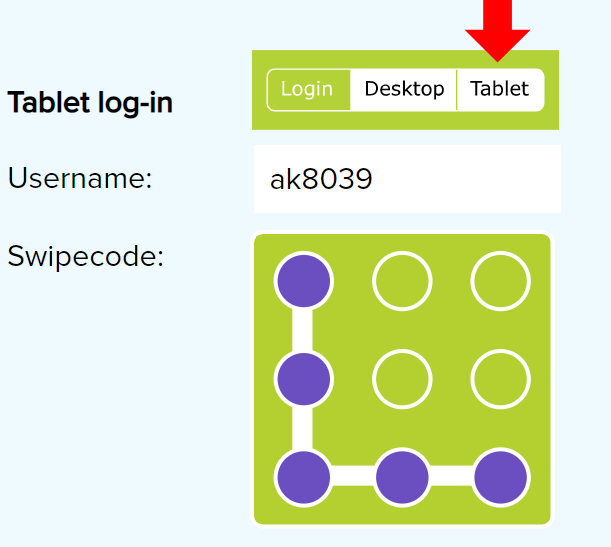 Login Desktop Tablet
Tablet log-in
Username: ak8039
Swipecode: